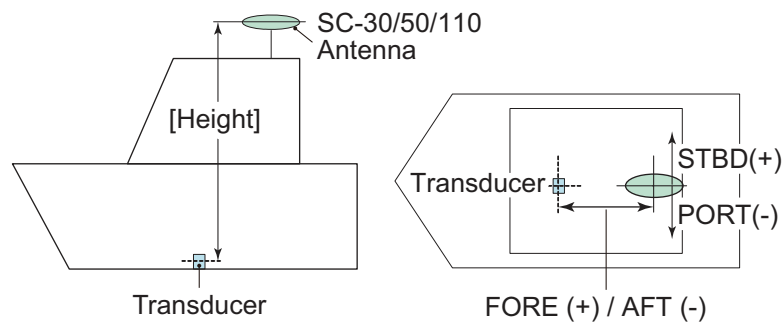 SC-30/50/110
Antenna
[Height]
Transducer
Transducer
STBD(+)
PORT(-)
FORE (+) / AFT (-)